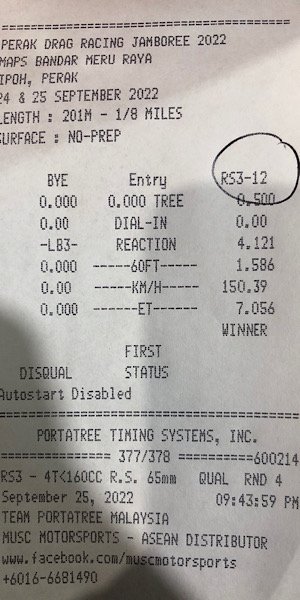 ==============================
PERAK DRAG RACING JAMBOREE 2022
MAPS BANDAR MERU RAYA
IPOH, PERAK
24 & 25 SEPTEMBER 2022
LENGTH : 201M - 1/8 MILES
SURFACE : NO-PREP
BYE Entry RS3-12
0.000 0.000 TREE 0.500
0.00 DIAL-IN 0.00
-LB3- REACTION 4.121
0.000 -----60FT----- 1.586
0.00 -----KM/H----- 150.39
0.000 ------ET------ 7.056
WINNER
FIRST
DISQUAL STATUS
Autostart Disabled
==============================
PORTATREE TIMING SYSTEMS, INC.
=========== 377/378 ==========600214
RS3 - 4T<160CC R.S. 65mm QUAL RND 4
September 25, 2022 09:43:59 PM
TEAM PORTATREE MALAYSIA
MUSC MOTORSPORTS - ASEAN DISTRIBUTOR
www.facebook.com/muscmotorsports
+6016-6681490